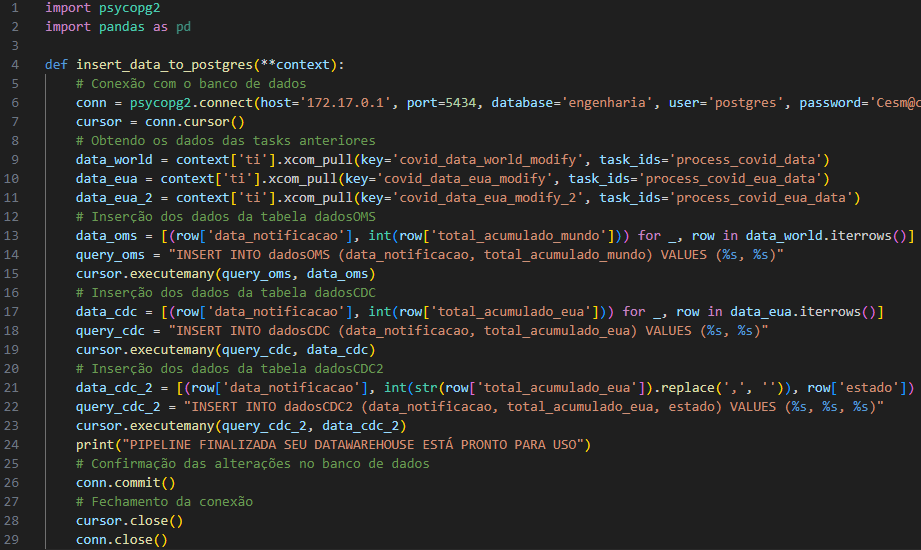 1 import psycopg2
2 import pandas as pd
3
4 def insert_data_to_postgres(**context):
5     # Conexão com o banco de dados
6     conn = psycopg2.connect(host='172.17.0.1', port=5434, database='engenharia', user='postgres', password='Cesm@c
7     cursor = conn.cursor()
8     # Obtendo os dados das tasks anteriores
9     data_world = context['ti'].xcom_pull(key='covid_data_world_modify', task_ids='process_covid_data')
10     data_eua = context['ti'].xcom_pull(key='covid_data_eua_modify', task_ids='process_covid_eua_data')
11     data_eua_2 = context['ti'].xcom_pull(key='covid_data_eua_modify_2', task_ids='process_covid_eua_data')
12     # Inserção dos dados da tabela dadosOMS
13     data_oms = [(row['data_notificacao'], int(row['total_acumulado_mundo'])) for _, row in data_world.iterrows()]
14     query_oms = "INSERT INTO dadosOMS (data_notificacao, total_acumulado_mundo) VALUES (%s, %s)"
15     cursor.executemany(query_oms, data_oms)
16     # Inserção dos dados da tabela dadosCDC
17     data_cdc = [(row['data_notificacao'], int(row['total_acumulado_eua'])) for _, row in data_eua.iterrows()]
18     query_cdc = "INSERT INTO dadosCDC (data_notificacao, total_acumulado_eua) VALUES (%s, %s)"
19     cursor.executemany(query_cdc, data_cdc)
20     # Inserção dos dados da tabela dadosCDC2
21     data_cdc_2 = [(row['data_notificacao'], int(str(row['total_acumulado_eua']).replace(',', '')), row['estado'])
22     query_cdc_2 = "INSERT INTO dadosCDC2 (data_notificacao, total_acumulado_eua, estado) VALUES (%s, %s, %s)"
23     cursor.executemany(query_cdc_2, data_cdc_2)
24     print("PIPELINE FINALIZADA SEU DATAWAREHOUSE ESTÁ PRONTO PARA USO")
25     # Confirmação das alterações no banco de dados
26     conn.commit()
27     # Fechamento da conexão
28     cursor.close()
29     conn.close()